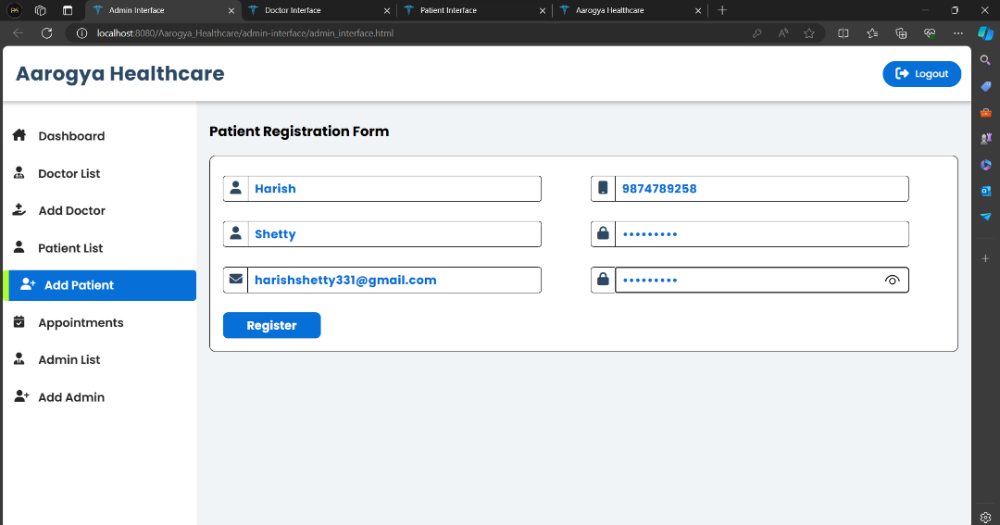 Admin Interface
Doctor Interface
Patient Interface
Aarogya Healthcare
localhost:8080/Aarogya_Healthcare/admin-interface/admin_interface.html
Aarogya Healthcare
Logout
Dashboard
Doctor List
Add Doctor
Patient List
Add Patient
Appointments
Admin List
Add Admin
Patient Registration Form
Harish
9874789258
Shetty
•••••••••
harishshetty331@gmail.com
•••••••••
Register